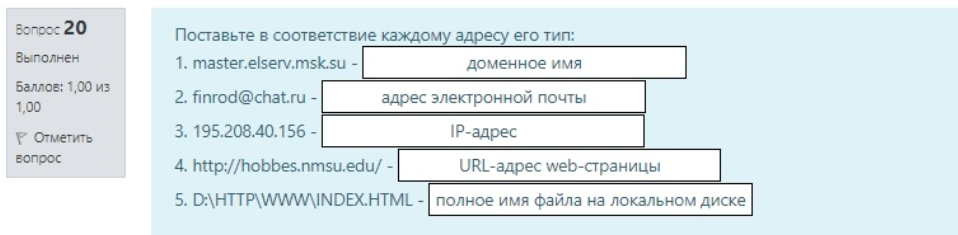 Вопрос 20
Выполнен
Баллов: 1,00 из
1,00
Отметить
вопрос
Поставьте в соответствие каждому адресу его тип:
1. master.elserv.msk.su - доменное имя
2. finrod@chat.ru - адрес электронной почты
3. 195.208.40.156 - IP-адрес
4. http://hobbes.nmsu.edu/ - URL-адрес web-страницы
5. D:\HTTP\WWW\INDEX.HTML - полное имя файла на локальном диске